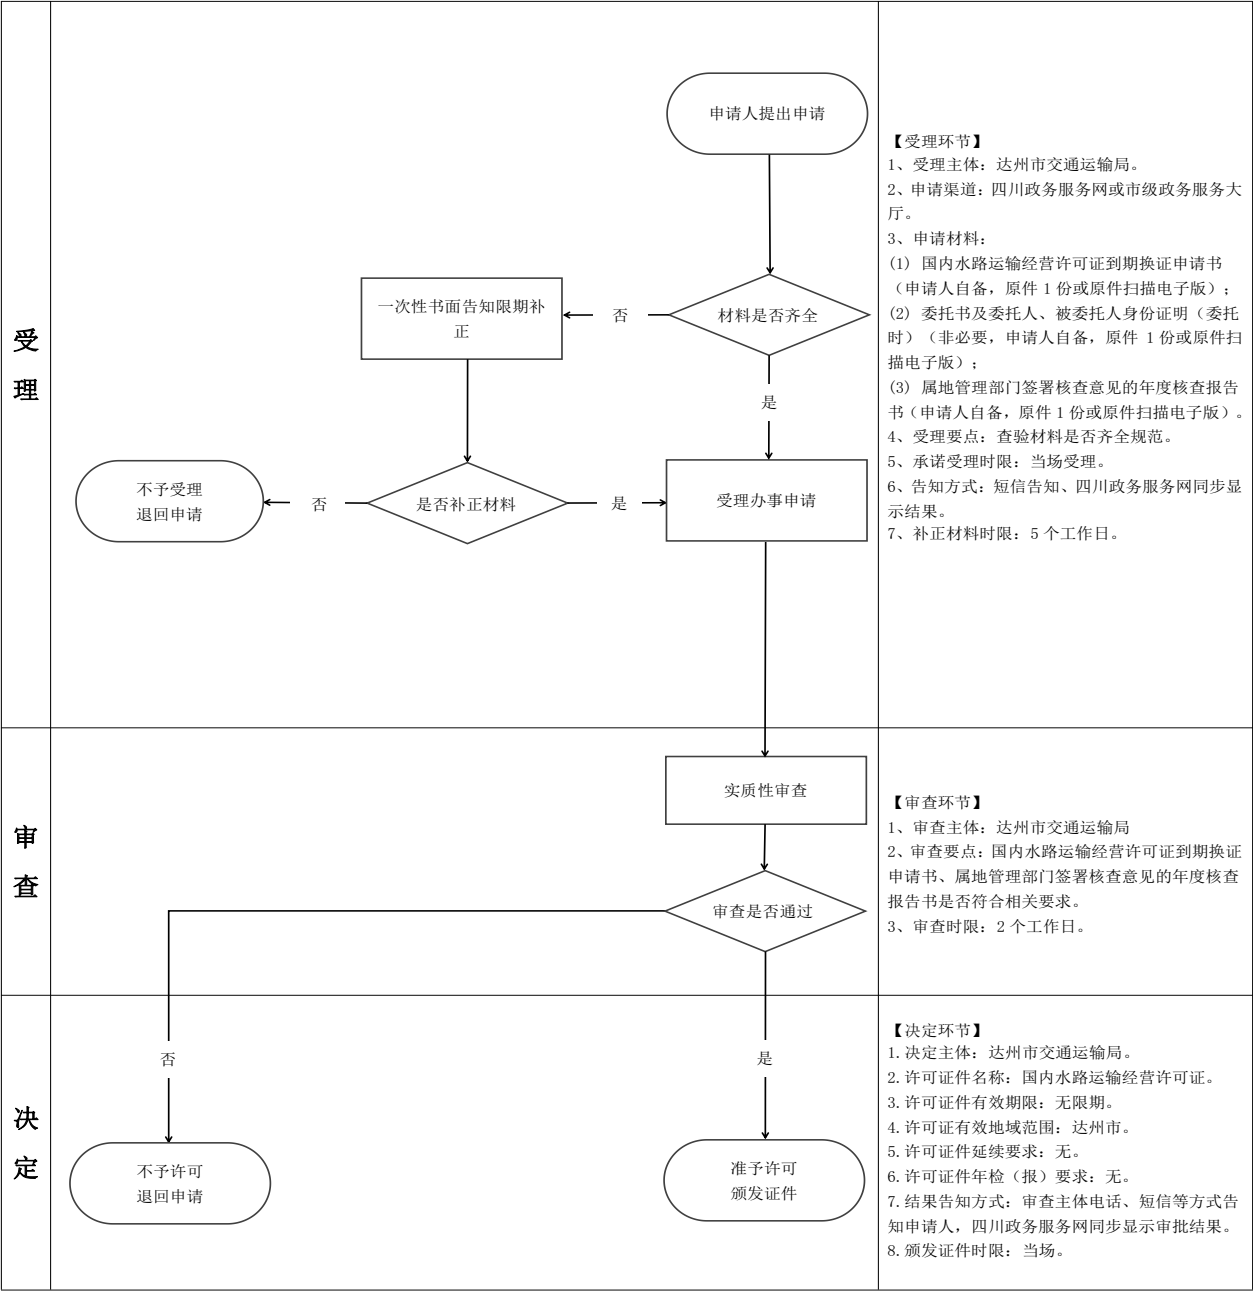 受
理
申请人提出申请
一次性书面告知限期补
正
否
材料是否齐全
是
不予受理
退回申请
否
是否补正材料
是
受理办事申请
【受理环节】
1、受理主体：达州市交通运输局。
2、申请渠道：四川政务服务网或市级政务服务大
厅。
3、申请材料：
(1) 国内水路运输经营许可证到期换证申请书
（申请人自备，原件 1 份或原件扫描电子版）；
(2) 委托书及委托人、被委托人身份证明（委托
时）（非必要，申请人自备，原件 1 份或原件扫
描电子版）；
(3) 属地管理部门签署核查意见的年度核查报告
书（申请人自备，原件 1 份或原件扫描电子版）。
4、受理要点：查验材料是否齐全规范。
5、承诺受理时限：当场受理。
6、告知方式：短信告知、四川政务服务网同步显
示结果。
7、补正材料时限：5 个工作日。
审
查
实质性审查
审查是否通过
【审查环节】
1、审查主体：达州市交通运输局
2、审查要点：国内水路运输经营许可证到期换证
申请书、属地管理部门签署核查意见的年度核查
报告书是否符合相关要求。
3、审查时限：2 个工作日。
决
定
否
是
不予许可
退回申请
准予许可
颁发证件
【决定环节】
1.决定主体：达州市交通运输局。
2.许可证件名称：国内水路运输经营许可证。
3.许可证件有效期限：无限期。
4.许可证有效地域范围：达州市。
5.许可证件延续要求：无。
6.许可证件年检（报）要求：无。
7.结果告知方式：审查主体电话、短信等方式告
知申请人，四川政务服务网同步显示审批结果。
8.颁发证件时限：当场。